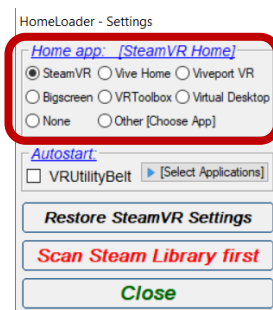 HomeLoader - Settings
Home app: [SteamVR Home]
SteamVR Vive Home Viveport VR
Bigscreen VRToolbox Virtual Desktop
None Other [Choose App]
Autostart:
VRUtilityBelt [Select Applications]
Restore SteamVR Settings
Scan Steam Library first
Close